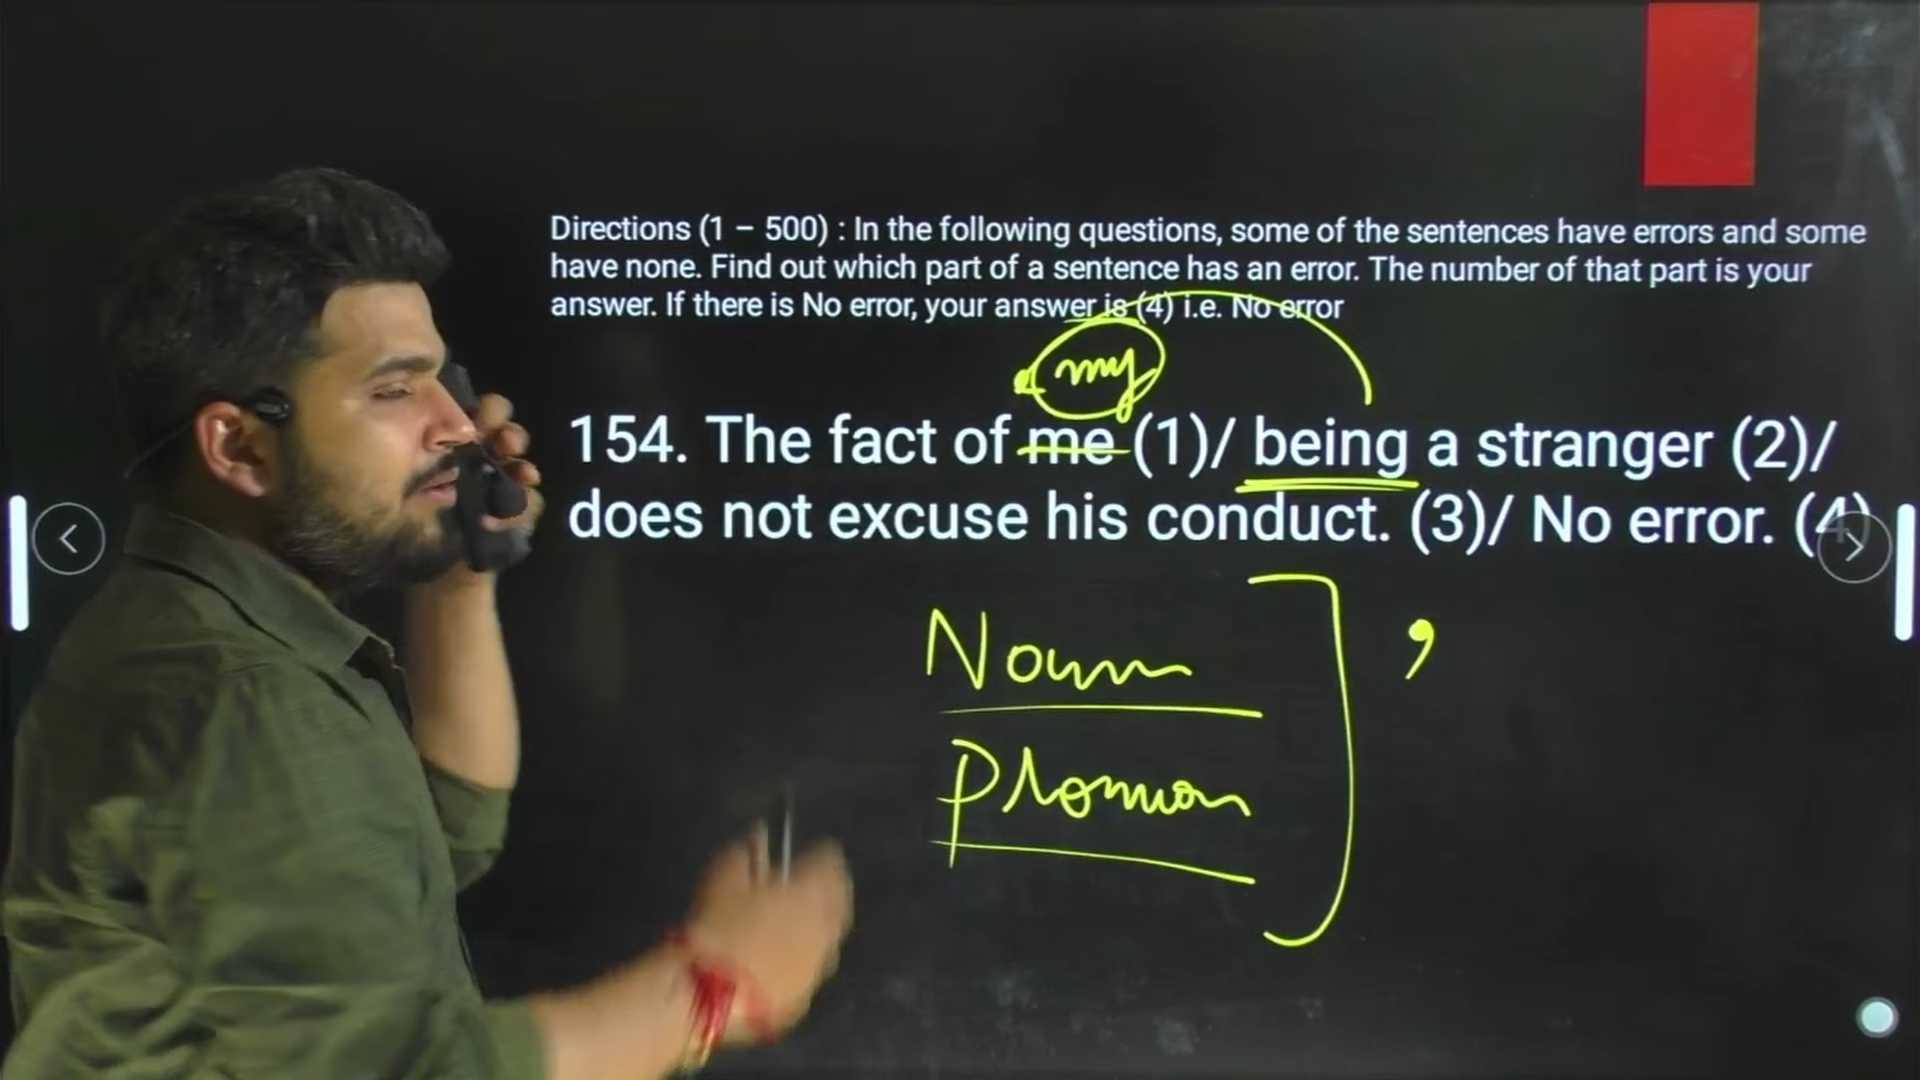 Directions (1 – 500) : In the following questions, some of the sentences have errors and some
have none. Find out which part of a sentence has an error. The number of that part is your
answer. If there is No error, your answer is (4) i.e. No error
my
154. The fact of me (1)/ being a stranger (2)/
does not excuse his conduct. (3)/ No error. (4)
Noun
Pronoun